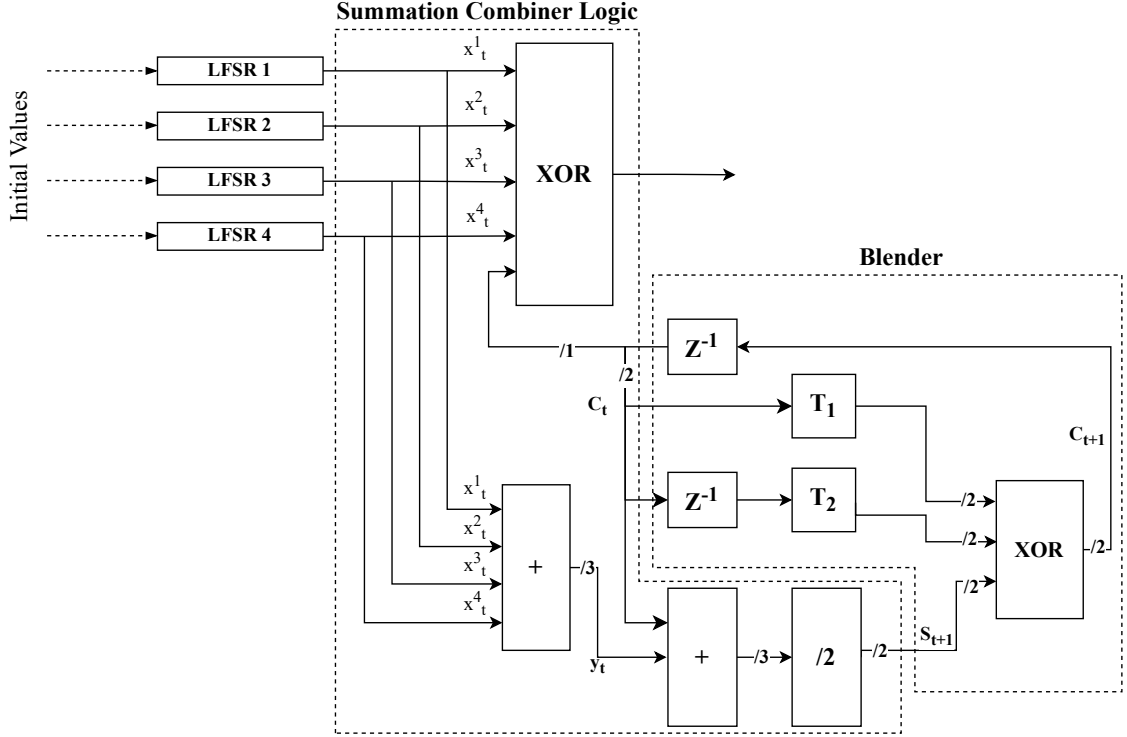 Summation Combiner Logic
Initial Values
LFSR 1
x¹ₜ
LFSR 2
x²ₜ
LFSR 3
x³ₜ
LFSR 4
x⁴ₜ
XOR
Blender
/1
Z⁻¹
/2
Cₜ
T₁
Cₜ₊₁
Z⁻¹
T₂
/2
/2
/2
XOR
/2
x¹ₜ
x²ₜ
x³ₜ
x⁴ₜ
+
/3
yₜ
+
/3
/2
/2
Sₜ₊₁